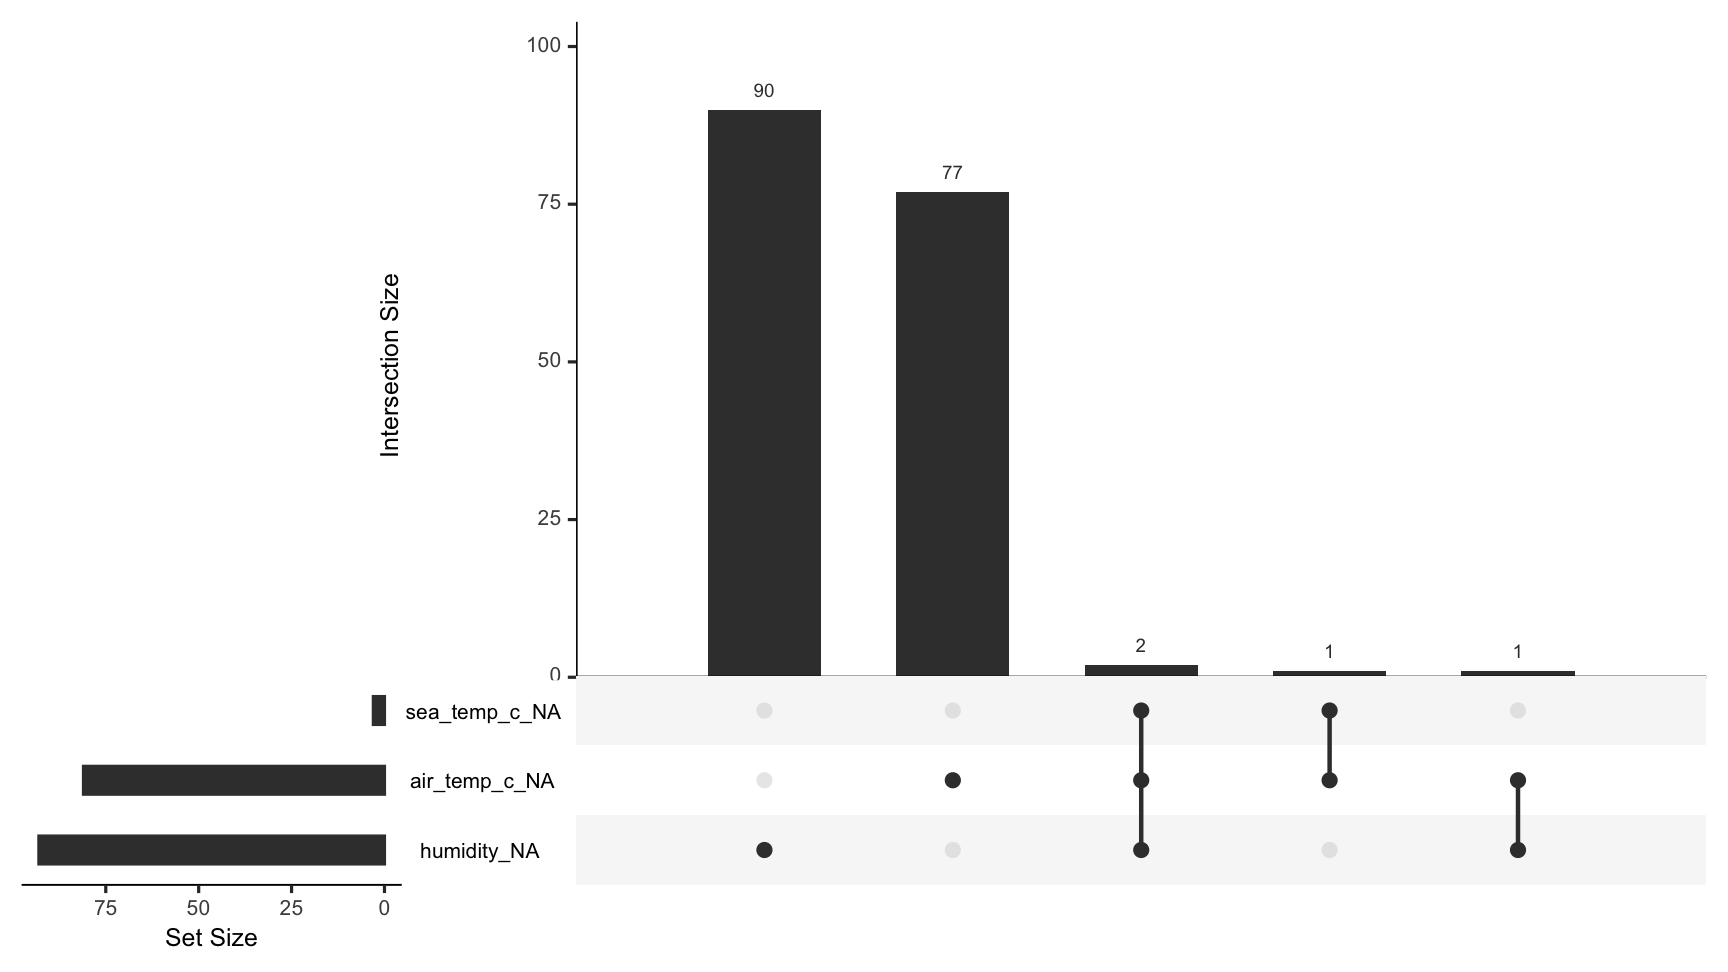 100
90
77
75
Intersection Size
50
25
2
1
1
0
sea_temp_c_NA
air_temp_c_NA
humidity_NA
75 50 25 0
Set Size